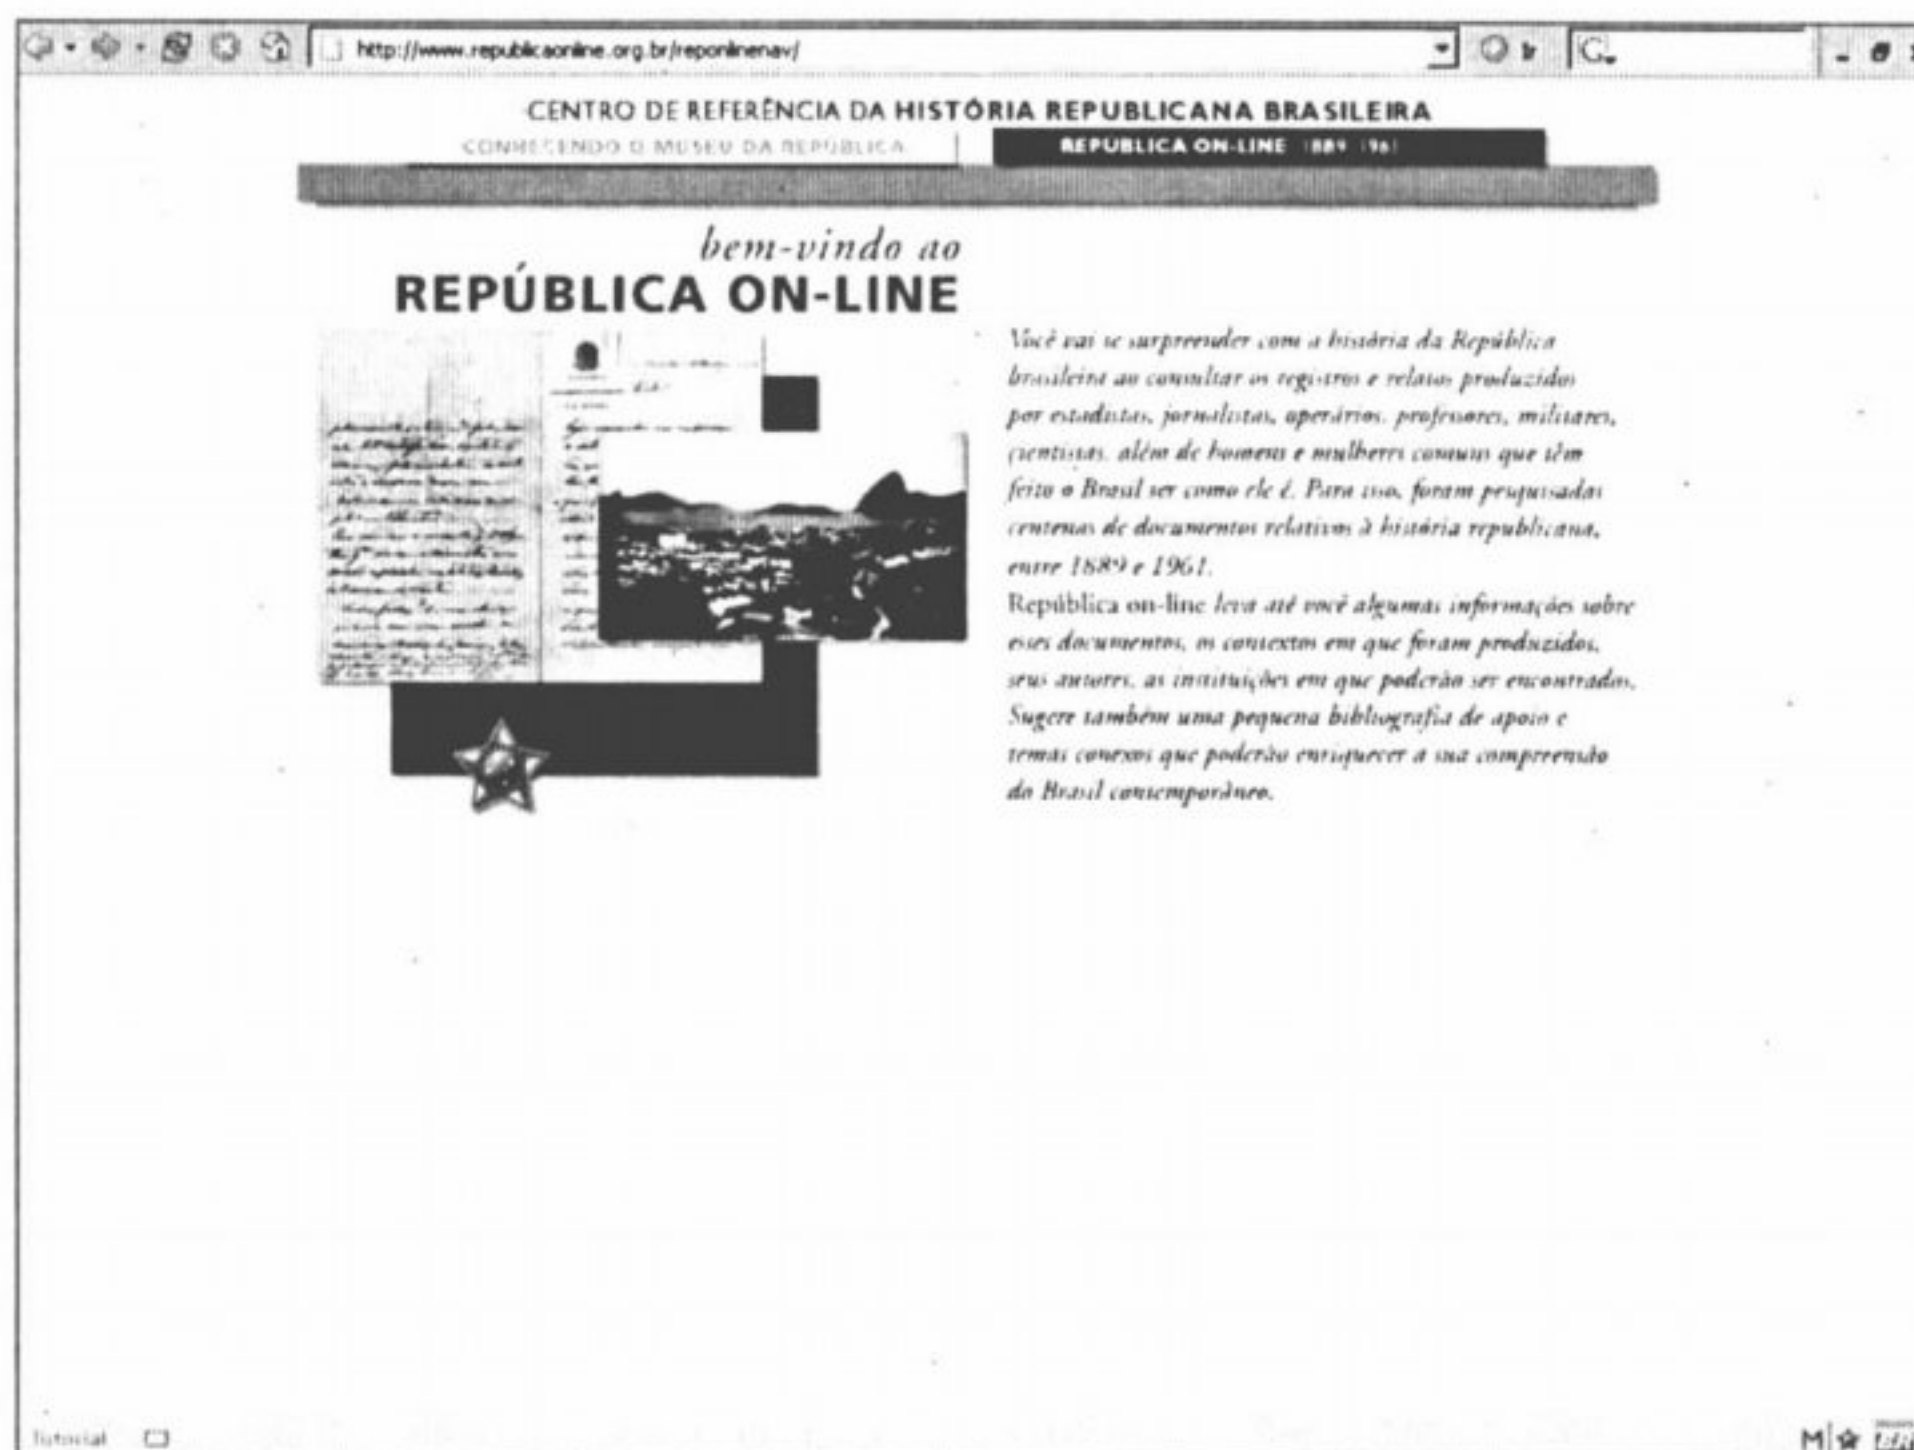 http://www.republicaonline.org.br/reponlinenav/
CENTRO DE REFERÊNCIA DA HISTÓRIA REPUBLICANA BRASILEIRA
CONHECENDO O MUSEU DA REPÚBLICA
REPÚBLICA ON-LINE 1889 1961
bem-vindo ao
REPÚBLICA ON-LINE
Você vai se surpreender com a história da República
brasileira ao consultar os registros e relatos produzidos
por estadistas, jornalistas, operários, professores, militares,
cientistas, além de homens e mulheres comuns que têm
feito o Brasil ser como ele é. Para isso, foram pesquisadas
centenas de documentos relativos à história republicana,
entre 1889 e 1961.
República on-line leva até você algumas informações sobre
esses documentos, os contextos em que foram produzidos,
seus autores, as instituições em que poderão ser encontrados.
Sugere também uma pequena bibliografia de apoio e
temas conexos que poderão enriquecer a sua compreensão
do Brasil contemporâneo.
Tutorial